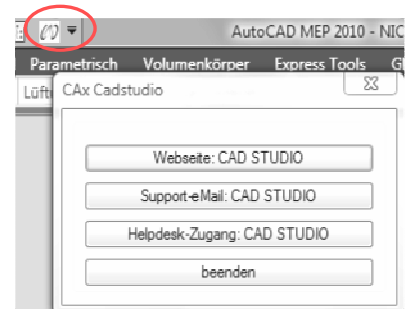 AutoCAD MEP 2010 - NIC
Parametrisch Volumenkörper Express Tools
Lüft
CAx Cadstudio
Webseite: CAD STUDIO
Support-eMail: CAD STUDIO
Helpdesk-Zugang: CAD STUDIO
beenden